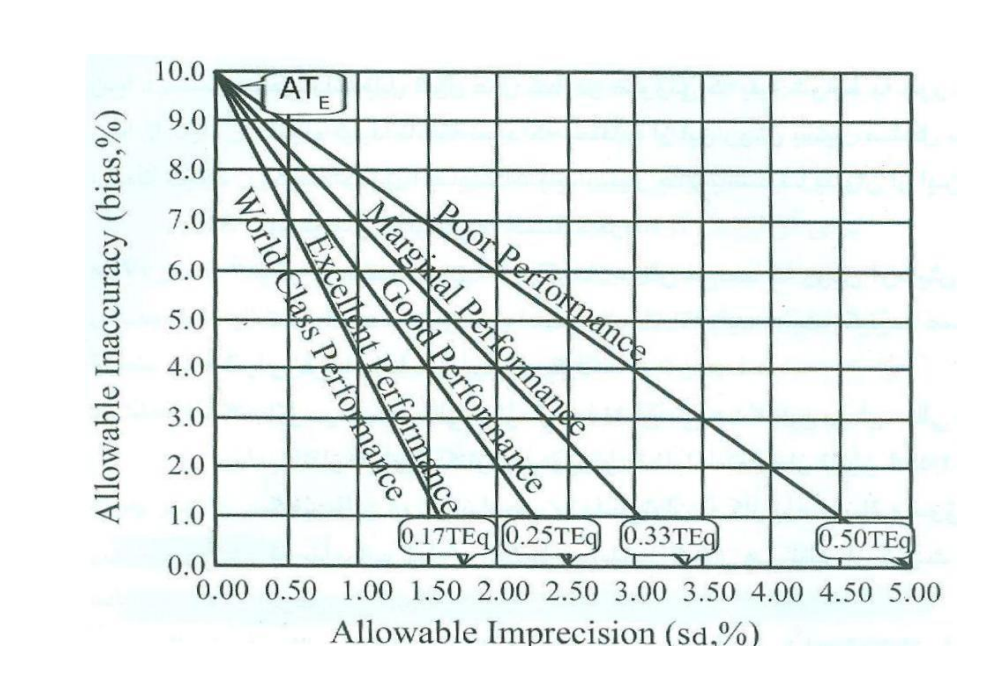 10.0
ATE
9.0
8.0
7.0
6.0
5.0
4.0
3.0
2.0
1.0
0.0
Allowable Inaccuracy (bias,%)
World Class Performance
Excellent Performance
Good Performance
Marginal Performance
Poor Performance
0.17TEq
0.25TEq
0.33TEq
0.50TEq
0.00 0.50 1.00 1.50 2.00 2.50 3.00 3.50 4.00 4.50 5.00
Allowable Imprecision (sd,%)